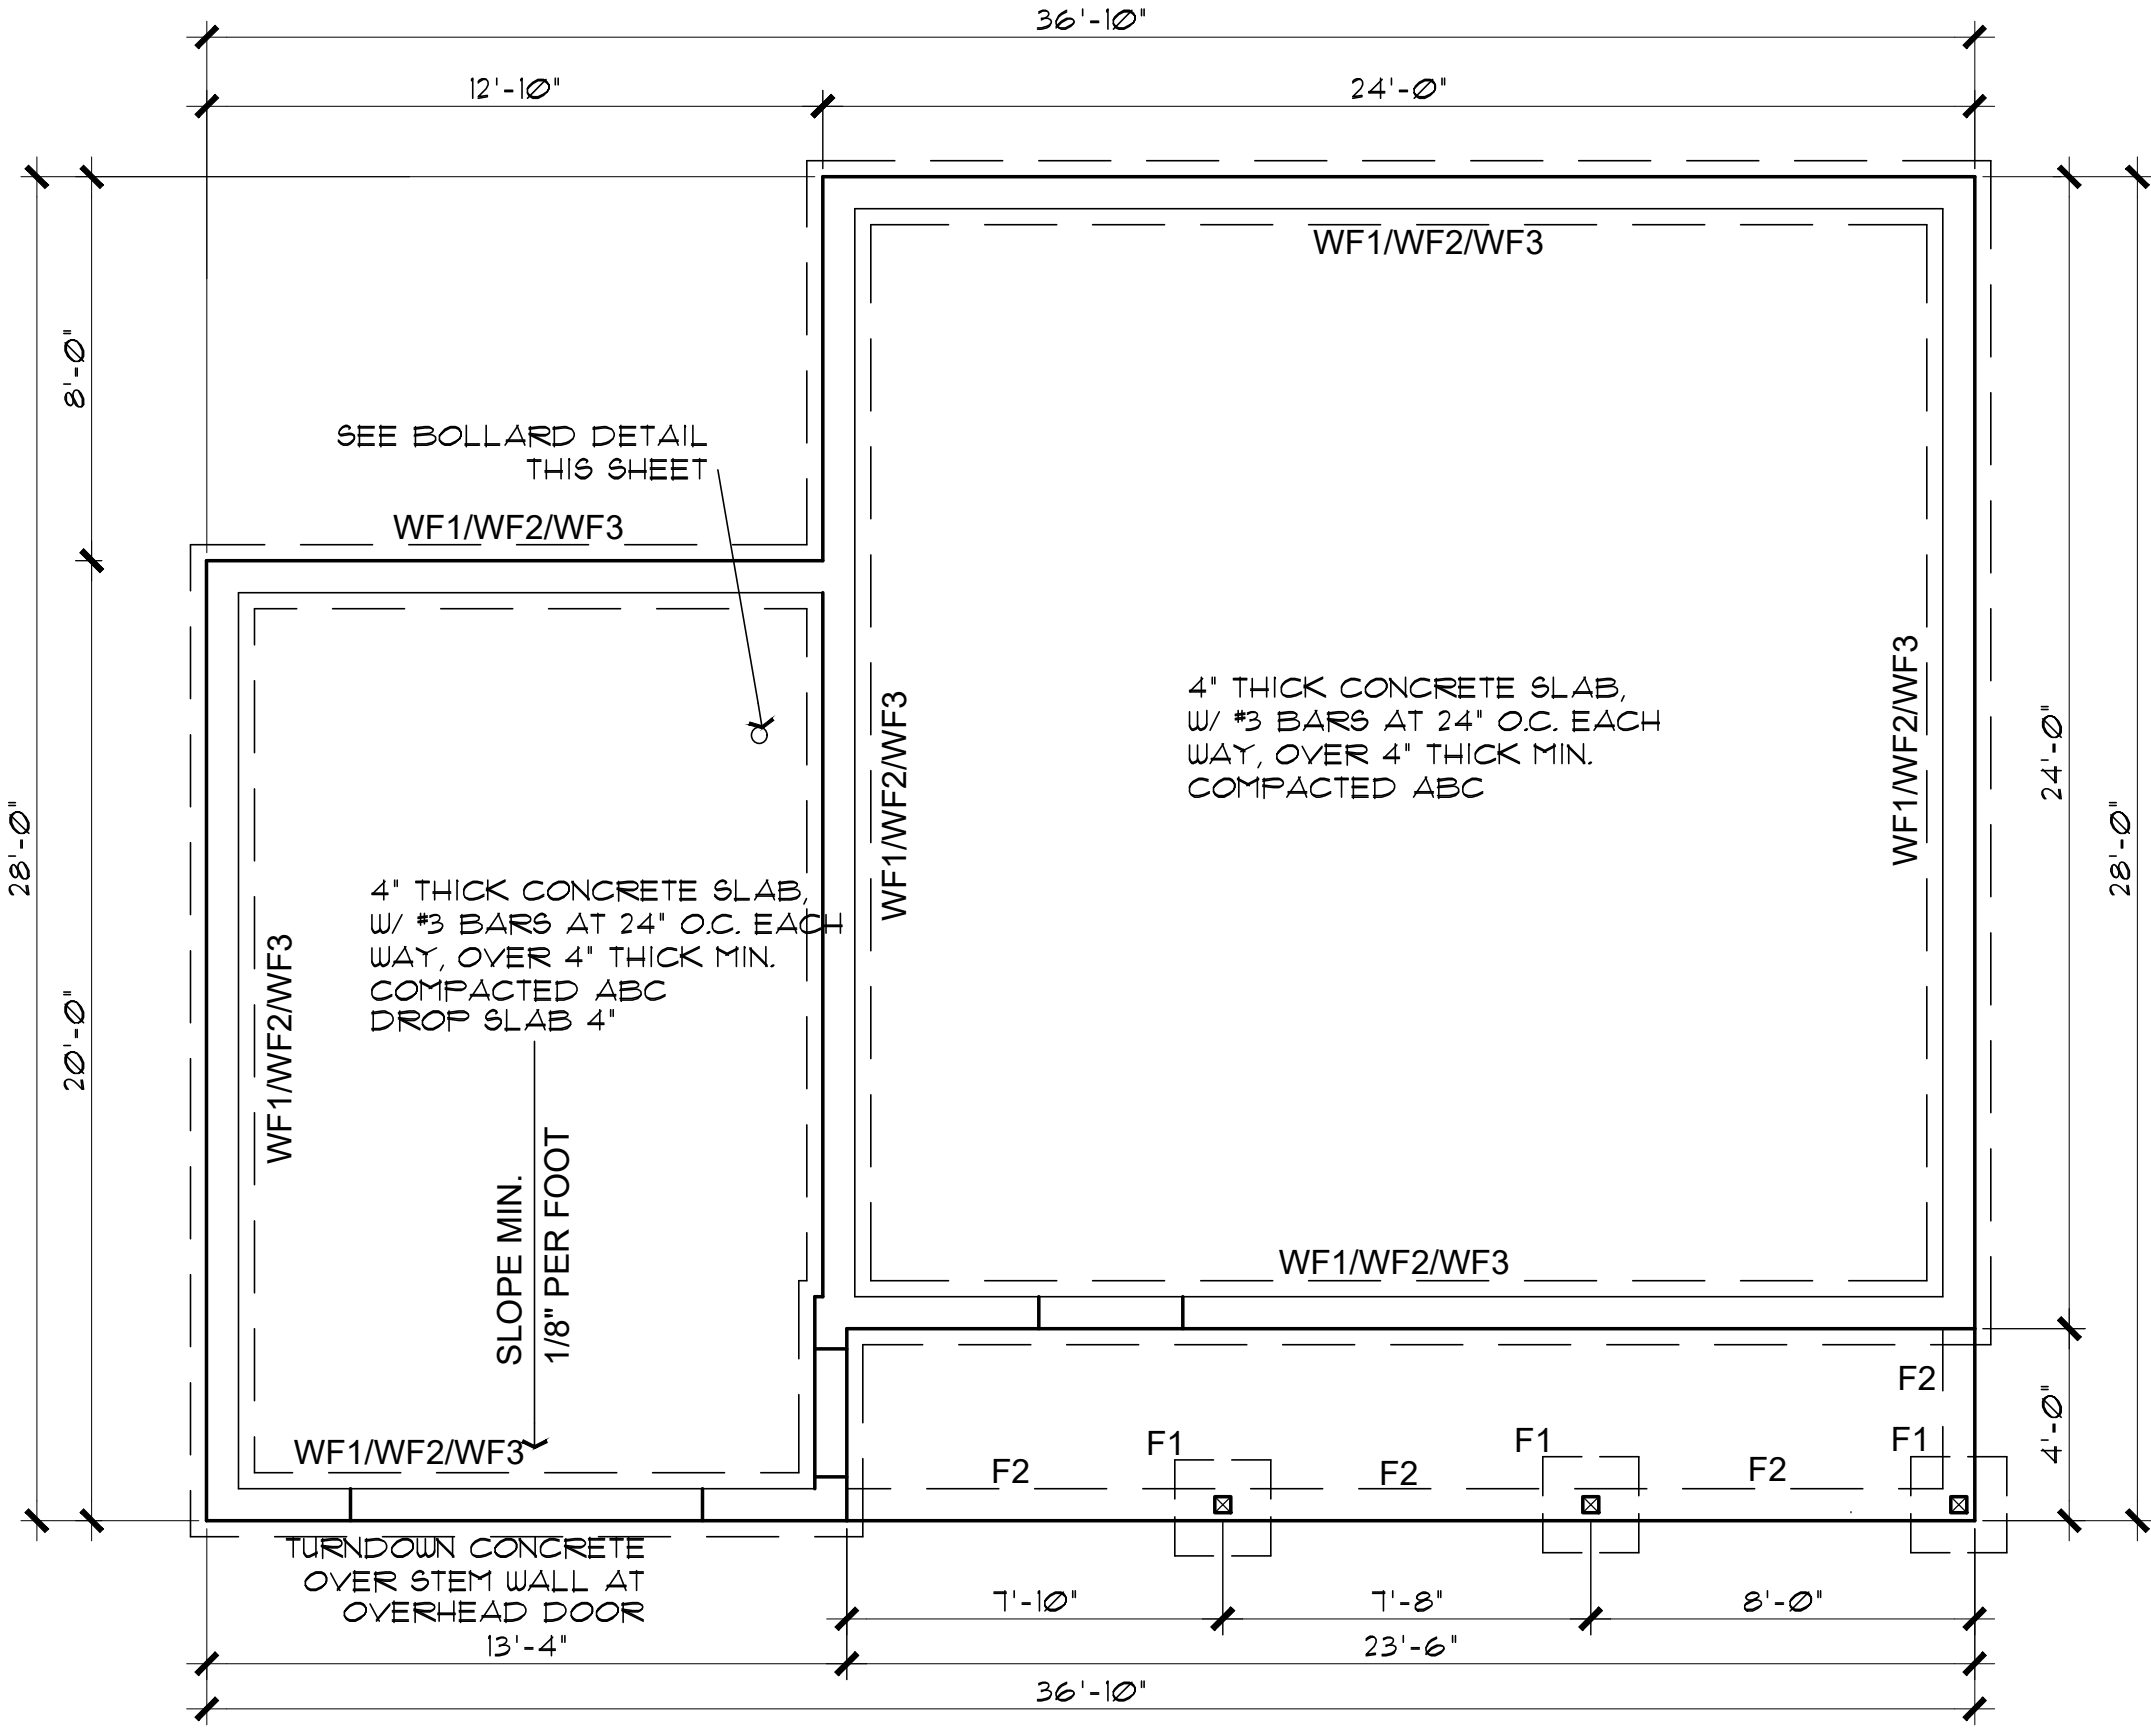 36'-10"
12'-10"
24'-0"
WF1/WF2/WF3
8'-0"
SEE BOLLARD DETAIL
THIS SHEET
WF1/WF2/WF3
4" THICK CONCRETE SLAB,
W/ #3 BARS AT 24" O.C. EACH
WAY, OVER 4" THICK MIN.
COMPACTED ABC
WF1/WF2/WF3
WF1/WF2/WF3
24'-0"
28'-0"
28'-0"
4" THICK CONCRETE SLAB,
W/ #3 BARS AT 24" O.C. EACH
WAY, OVER 4" THICK MIN.
COMPACTED ABC
DROP SLAB 4"
WF1/WF2/WF3
20'-0"
SLOPE MIN.
1/8" PER FOOT
WF1/WF2/WF3
WF1/WF2/WF3
F2
F1
F1
F1
F2
F2
F2
4'-0"
TURNDOWN CONCRETE
OVER STEM WALL AT
OVERHEAD DOOR
7'-10"
7'-8"
8'-0"
13'-4"
23'-6"
36'-10"